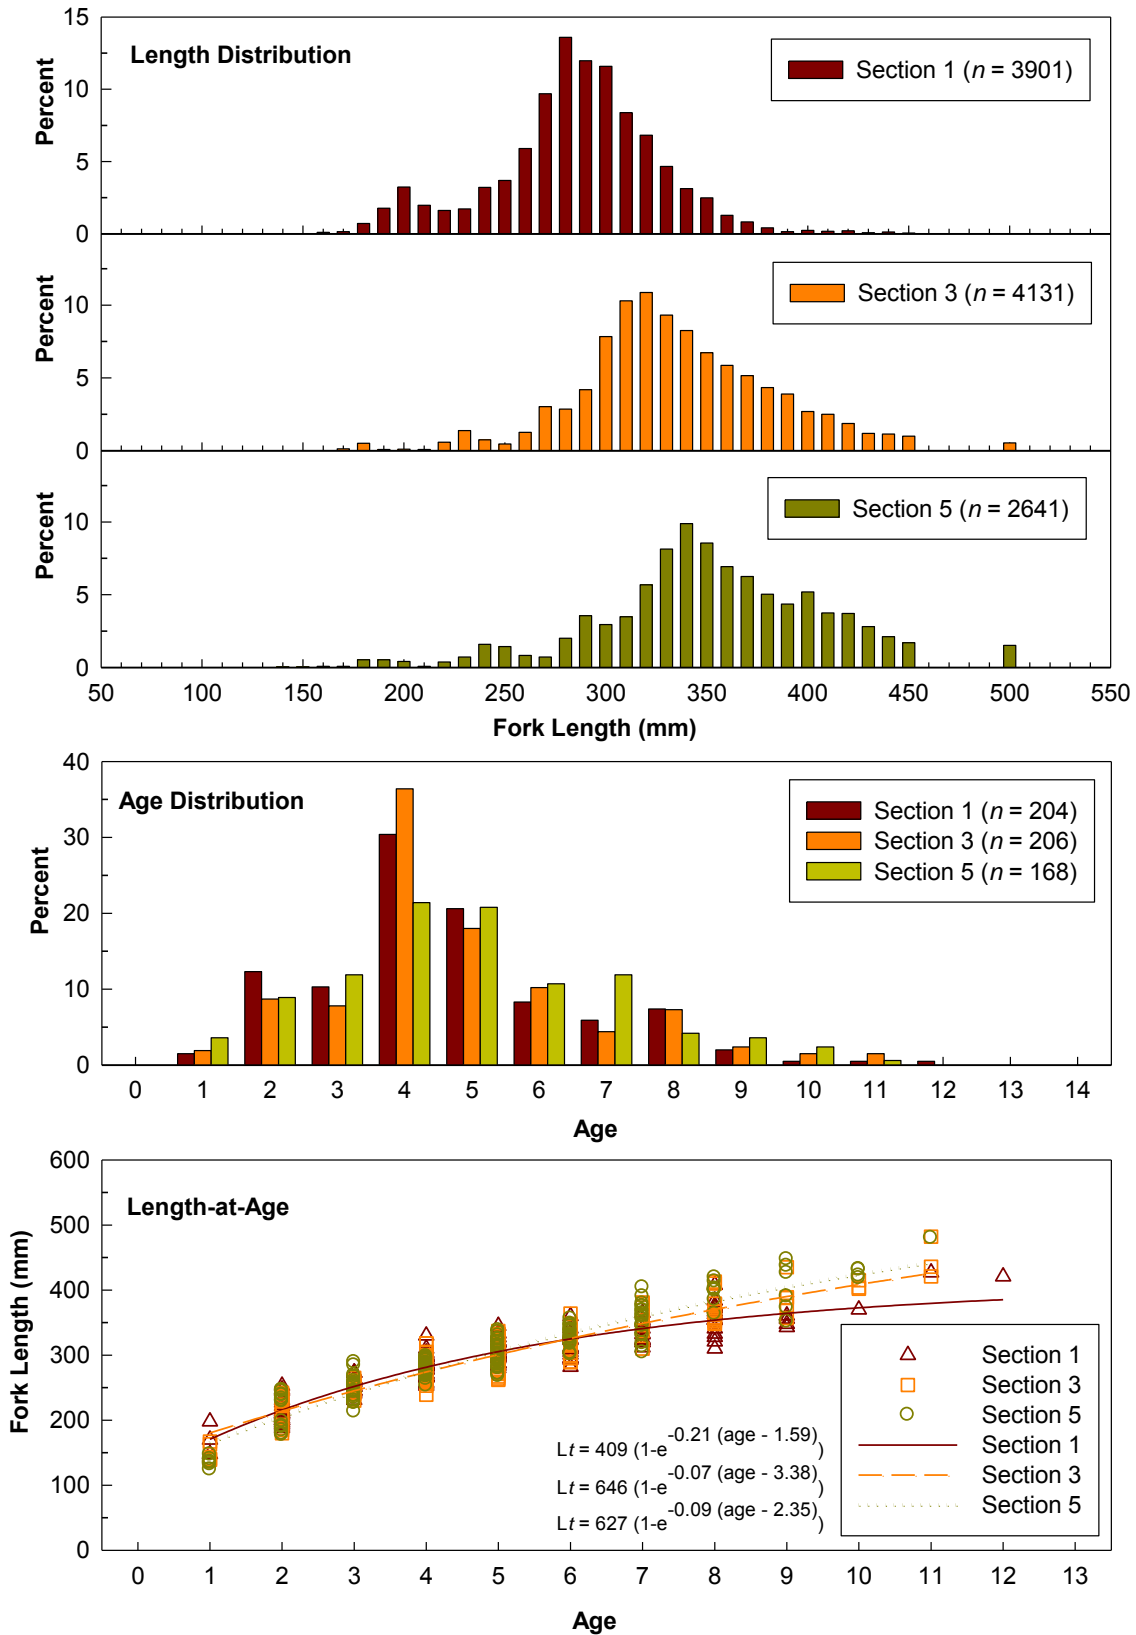 15
Length Distribution
Section 1 (n = 3901)
10
Percent
5
0
Section 3 (n = 4131)
10
Percent
5
0
Section 5 (n = 2641)
10
Percent
5
0
50 100 150 200 250 300 350 400 450 500 550
Fork Length (mm)
40
Age Distribution
Section 1 (n = 204)
Section 3 (n = 206)
Section 5 (n = 168)
30
Percent
20
10
0
0 1 2 3 4 5 6 7 8 9 10 11 12 13 14
Age
600
Length-at-Age
500
Fork Length (mm)
400
300
200
100
0
Section 1
Section 3
Section 5
Section 1
Section 3
Section 5
Lt = 409 (1-e-0.21 (age - 1.59))
Lt = 646 (1-e-0.07 (age - 3.38))
Lt = 627 (1-e-0.09 (age - 2.35))
0 1 2 3 4 5 6 7 8 9 10 11 12 13
Age